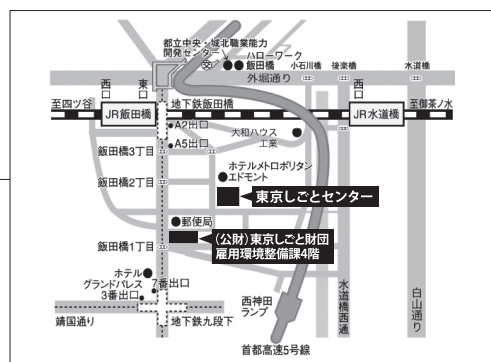 都立中央・城北職業能力
開発センター
ハローワーク
飯田橋
小石川橋
後楽橋
水道橋
外堀通り
西口
東口
西口
至四ツ谷
JR飯田橋
地下鉄飯田橋
JR水道橋
至御茶ノ水
A2出口
A5出口
大和ハウス
工業
飯田橋3丁目
ホテルメトロポリタン
エドモント
飯田橋2丁目
東京しごとセンター
郵便局
(公財)東京しごと財団
雇用環境整備課4階
飯田橋1丁目
ホテル
グランドパレス
7番出口
3番出口
西神田
ランプ
水道橋西通り
白山通り
靖国通り
地下鉄九段下
首都高速5号線